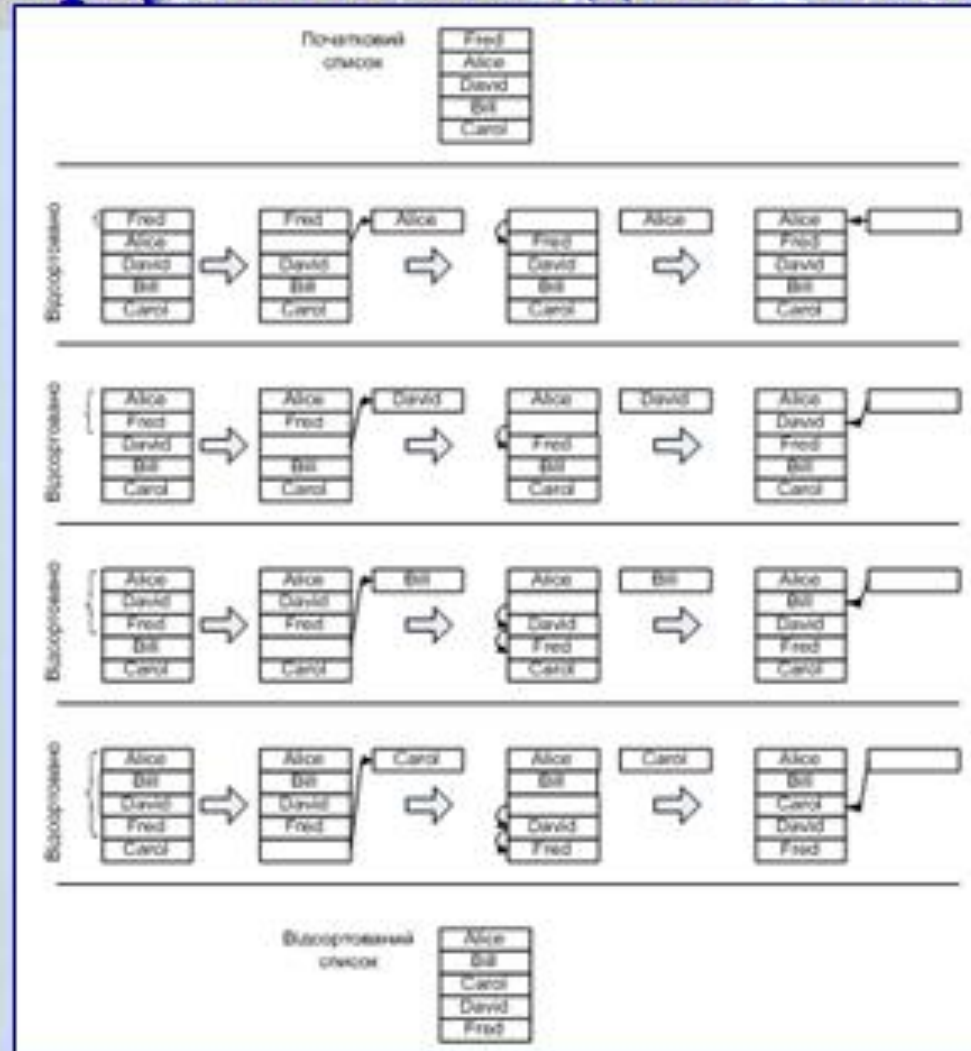 Початковий
список
Fred
Alice
David
Bill
Carol
Відсортовано
Fred
Alice
David
Bill
Carol
Fred
David
Bill
Carol
Alice
Fred
David
Bill
Carol
Alice
Alice
Fred
David
Bill
Carol
Відсортовано
Alice
Fred
David
Bill
Carol
Alice
Fred
Bill
Carol
David
Alice
Fred
Bill
Carol
David
Alice
David
Fred
Bill
Carol
Відсортовано
Alice
David
Fred
Bill
Carol
Alice
David
Fred
Carol
Bill
Alice
David
Fred
Carol
Bill
Alice
Bill
David
Fred
Carol
Відсортовано
Alice
Bill
David
Fred
Carol
Alice
Bill
David
Fred
Carol
Alice
Bill
David
Fred
Carol
Alice
Bill
Carol
David
Fred
Відсортований
список
Alice
Bill
Carol
David
Fred